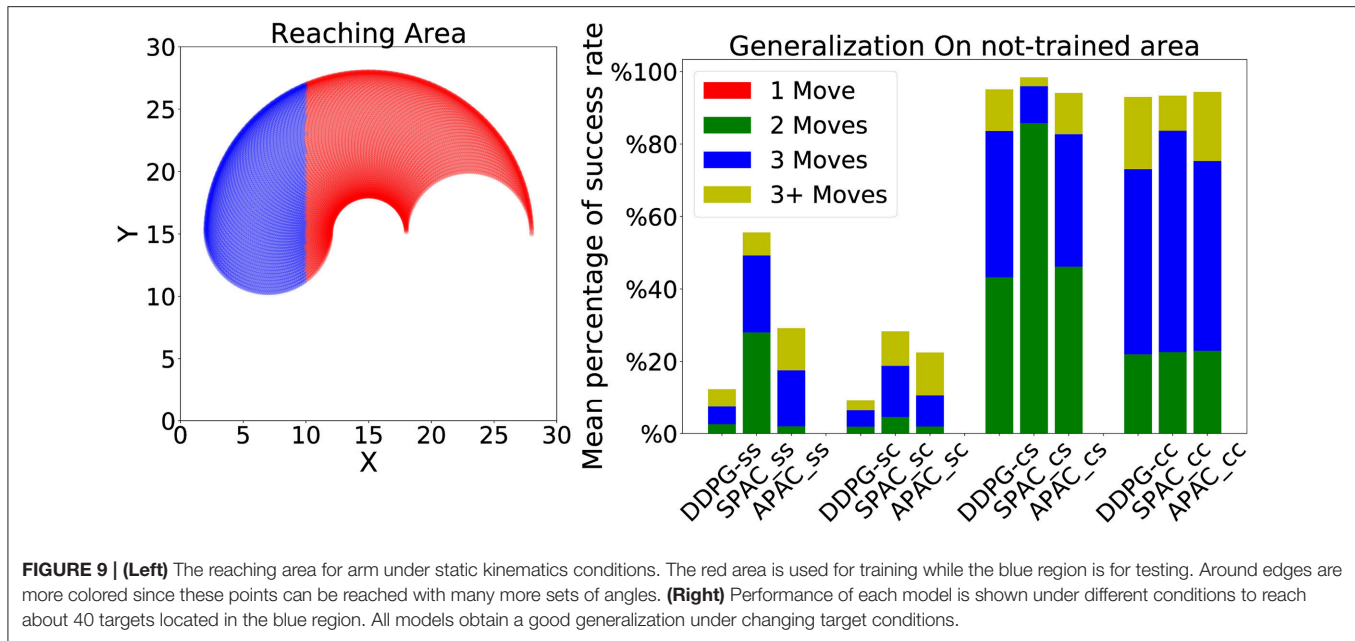 Reaching Area
30
25
20
15
10
5
0
Y
0 5 10 15 20 25 30
X
Generalization On not-trained area
Mean percentage of success rate
%100
%80
%60
%40
%20
%0
1 Move
2 Moves
3 Moves
3+ Moves
DDPG-ss
SPAC_ss
APAC_ss
DDPG-sc
SPAC_sc
APAC_sc
DDPG-cs
SPAC_cs
APAC_cs
DDPG-cc
SPAC_cc
APAC_cc
FIGURE 9 | (Left) The reaching area for arm under static kinematics conditions. The red area is used for training while the blue region is for testing. Around edges are
more colored since these points can be reached with many more sets of angles. (Right) Performance of each model is shown under different conditions to reach
about 40 targets located in the blue region. All models obtain a good generalization under changing target conditions.